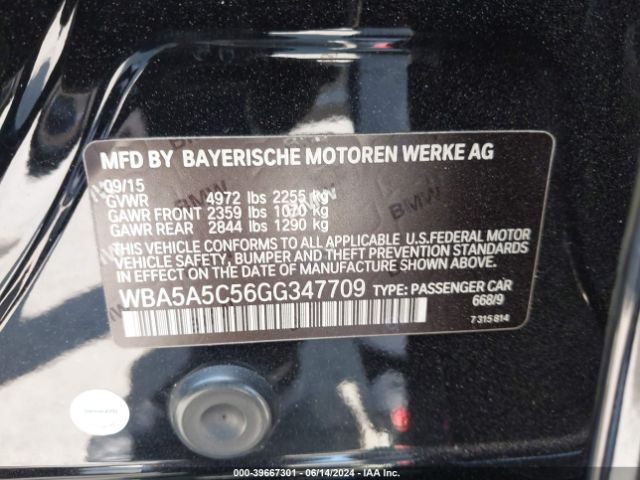 MFD BY BAYERISCHE MOTOREN WERKE AG
09/15
GVWR 4972 lbs 2255 kg
GAWR FRONT 2359 lbs 1070 kg
GAWR REAR 2844 lbs 1290 kg
THIS VEHICLE CONFORMS TO ALL APPLICABLE U.S.FEDERAL MOTOR
VEHICLE SAFETY, BUMPER, AND THEFT PREVENTION STANDARDS
IN EFFECT ON THE DATE OF MANUFACTURE SHOWN ABOVE.
WBA5A5C56GG347709 TYPE: PASSENGER CAR
668/9
7315814
000-39667301 - 06/14/2024 - IAA Inc.